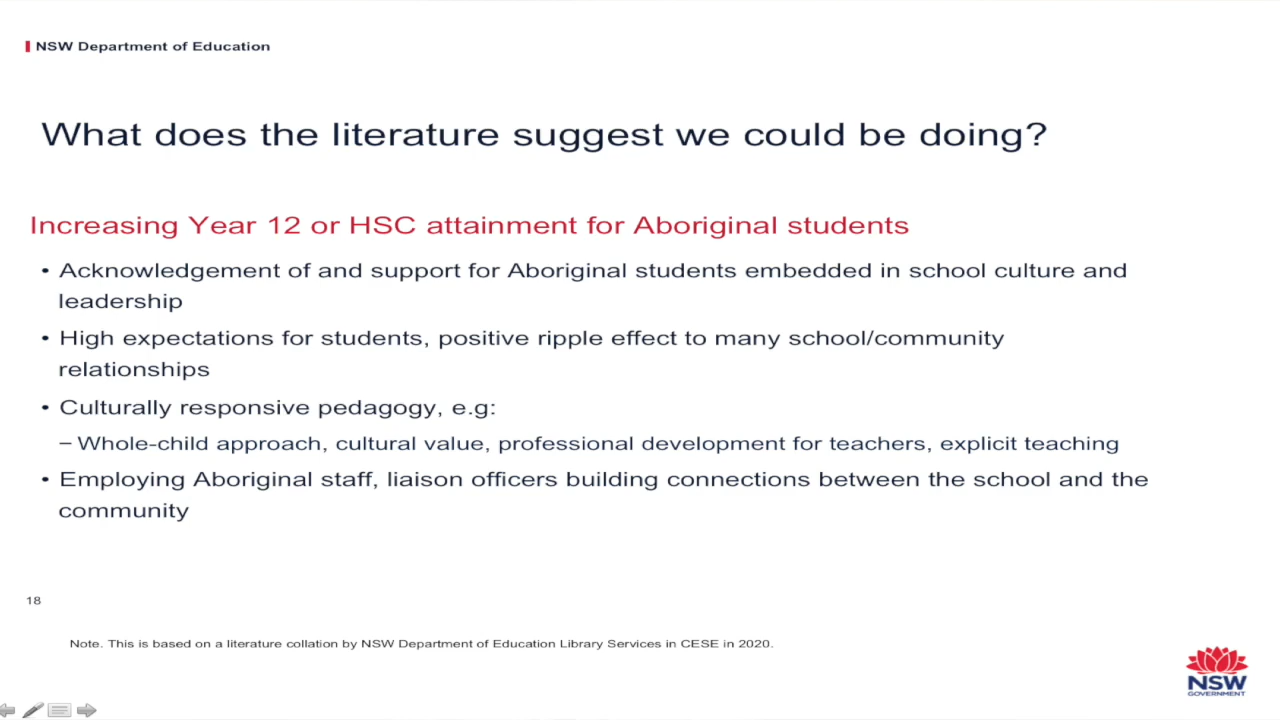 NSW Department of Education
What does the literature suggest we could be doing?
Increasing Year 12 or HSC attainment for Aboriginal students
• Acknowledgement of and support for Aboriginal students embedded in school culture and
leadership
• High expectations for students, positive ripple effect to many school/community
relationships
• Culturally responsive pedagogy, e.g:
– Whole-child approach, cultural value, professional development for teachers, explicit teaching
• Employing Aboriginal staff, liaison officers building connections between the school and the
community
18
Note. This is based on a literature collation by NSW Department of Education Library Services in CESE in 2020.
NSW
GOVERNMENT